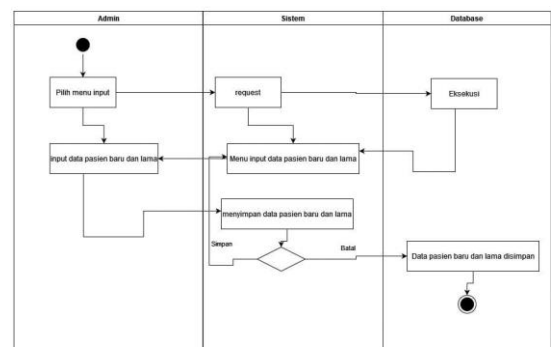 Admin
Sistem
Database
Pilih menu input
request
Eksekusi
input data pasien baru dan lama
Menu input data pasien baru dan lama
menyimpan data pasien baru dan lama
Simpan
Batal
Data pasien baru dan lama disimpan